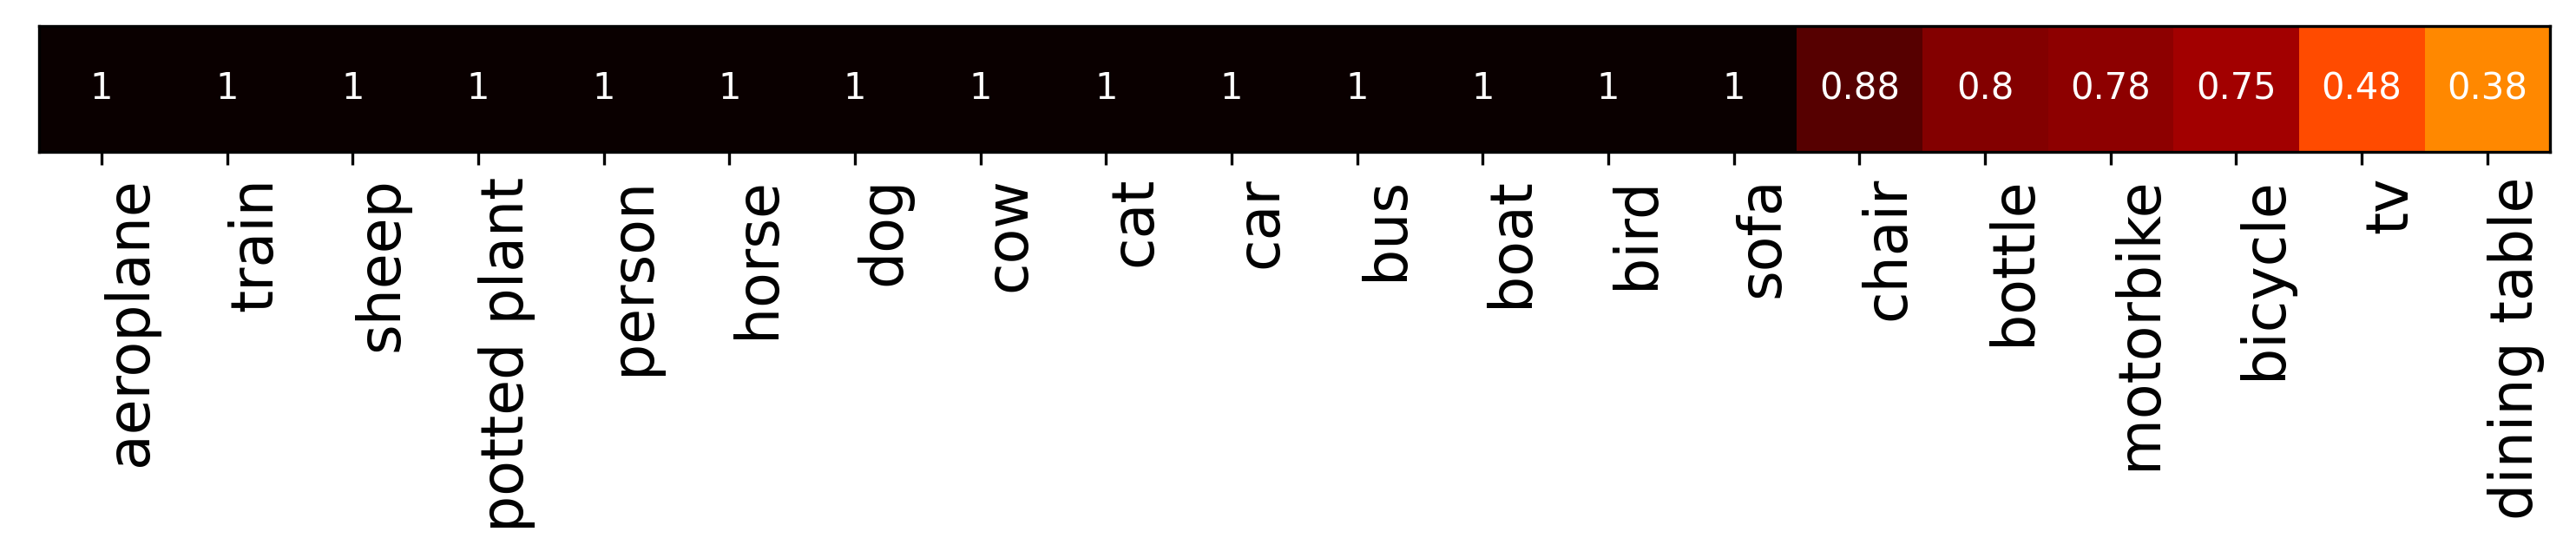 1 1 1 1 1 1 1 1 1 1 1 1 1 1 0.88 0.8 0.78 0.75 0.48 0.38
aeroplane
train
sheep
potted plant
person
horse
dog
cow
cat
car
bus
boat
bird
sofa
chair
bottle
motorbike
bicycle
tv
dining table